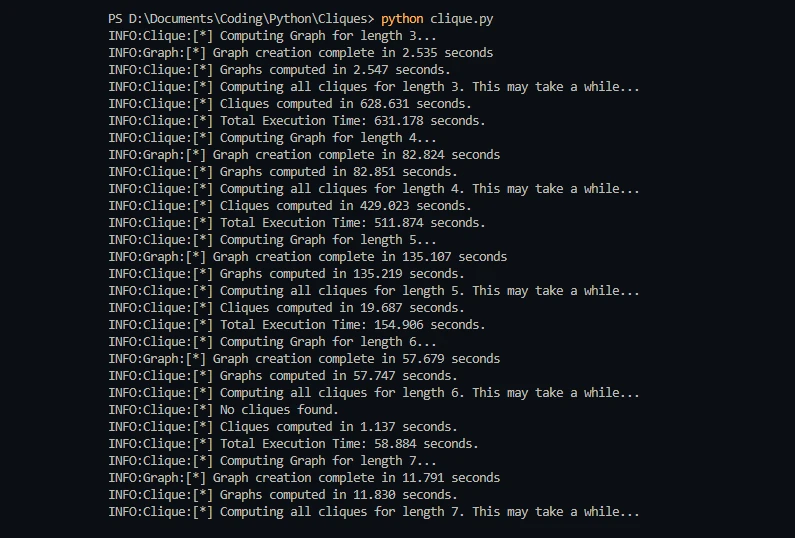 PS D:\Documents\Coding\Python\Cliques> python clique.py
INFO:Clique:[*] Computing Graph for length 3...
INFO:Graph:[*] Graph creation complete in 2.535 seconds
INFO:Clique:[*] Graphs computed in 2.547 seconds.
INFO:Clique:[*] Computing all cliques for length 3. This may take a while...
INFO:Clique:[*] Cliques computed in 628.631 seconds.
INFO:Clique:[*] Total Execution Time: 631.178 seconds.
INFO:Clique:[*] Computing Graph for length 4...
INFO:Graph:[*] Graph creation complete in 82.824 seconds
INFO:Clique:[*] Graphs computed in 82.851 seconds.
INFO:Clique:[*] Computing all cliques for length 4. This may take a while...
INFO:Clique:[*] Cliques computed in 429.023 seconds.
INFO:Clique:[*] Total Execution Time: 511.874 seconds.
INFO:Clique:[*] Computing Graph for length 5...
INFO:Graph:[*] Graph creation complete in 135.107 seconds
INFO:Clique:[*] Graphs computed in 135.219 seconds.
INFO:Clique:[*] Computing all cliques for length 5. This may take a while...
INFO:Clique:[*] Cliques computed in 19.687 seconds.
INFO:Clique:[*] Total Execution Time: 154.906 seconds.
INFO:Clique:[*] Computing Graph for length 6...
INFO:Graph:[*] Graph creation complete in 57.679 seconds
INFO:Clique:[*] Graphs computed in 57.747 seconds.
INFO:Clique:[*] Computing all cliques for length 6. This may take a while...
INFO:Clique:[*] No cliques found.
INFO:Clique:[*] Cliques computed in 1.137 seconds.
INFO:Clique:[*] Total Execution Time: 58.884 seconds.
INFO:Clique:[*] Computing Graph for length 7...
INFO:Graph:[*] Graph creation complete in 11.791 seconds
INFO:Clique:[*] Graphs computed in 11.830 seconds.
INFO:Clique:[*] Computing all cliques for length 7. This may take a while...